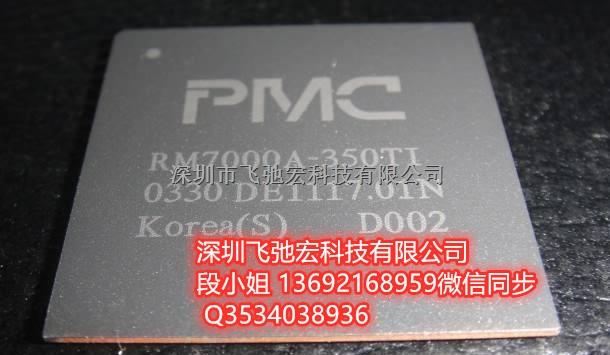 PMC
RM7000A-350TI
深圳市飞弛宏科技有限公司
0330 DE1117.01N
Korea(S) D002
深圳飞弛宏科技有限公司
段小姐 13692168959微信同步
Q3534038936